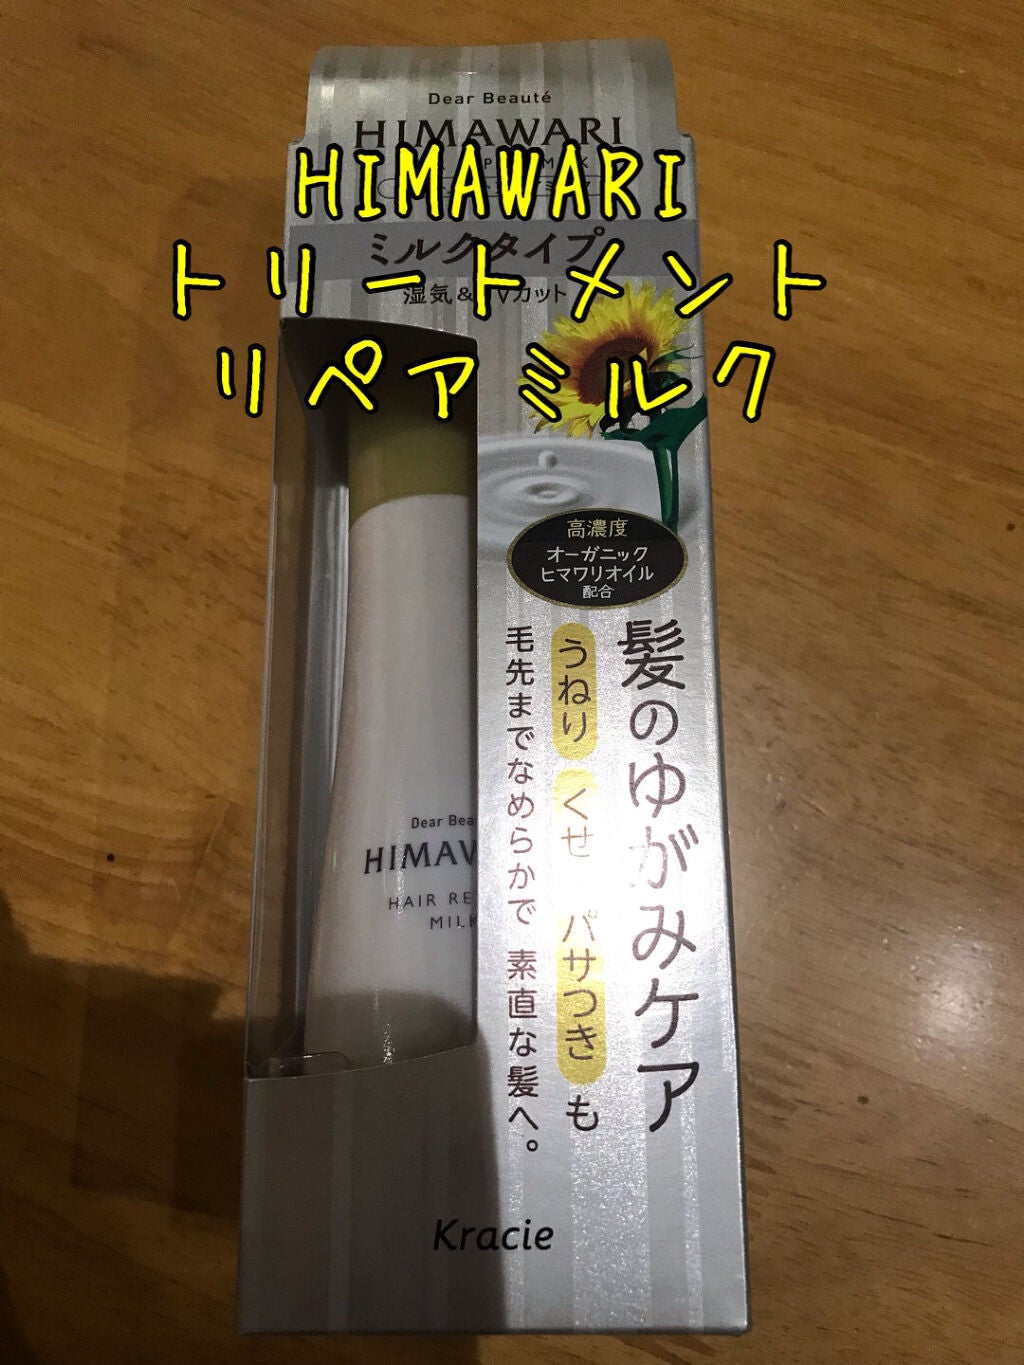 Dear Beauté
HIMAWARI
HIMAWARI
ミルクタイプ
トリートメント
湿気&UVカット
リペアミルク
高濃度
オーガニック
ヒマワリオイル
配合
髪のゆがみケア
うねり くせ パサつきも
毛先までなめらかで 素直な髪へ。
Dear Bea
HIMAW
HAIR RE
MILK
Kracie